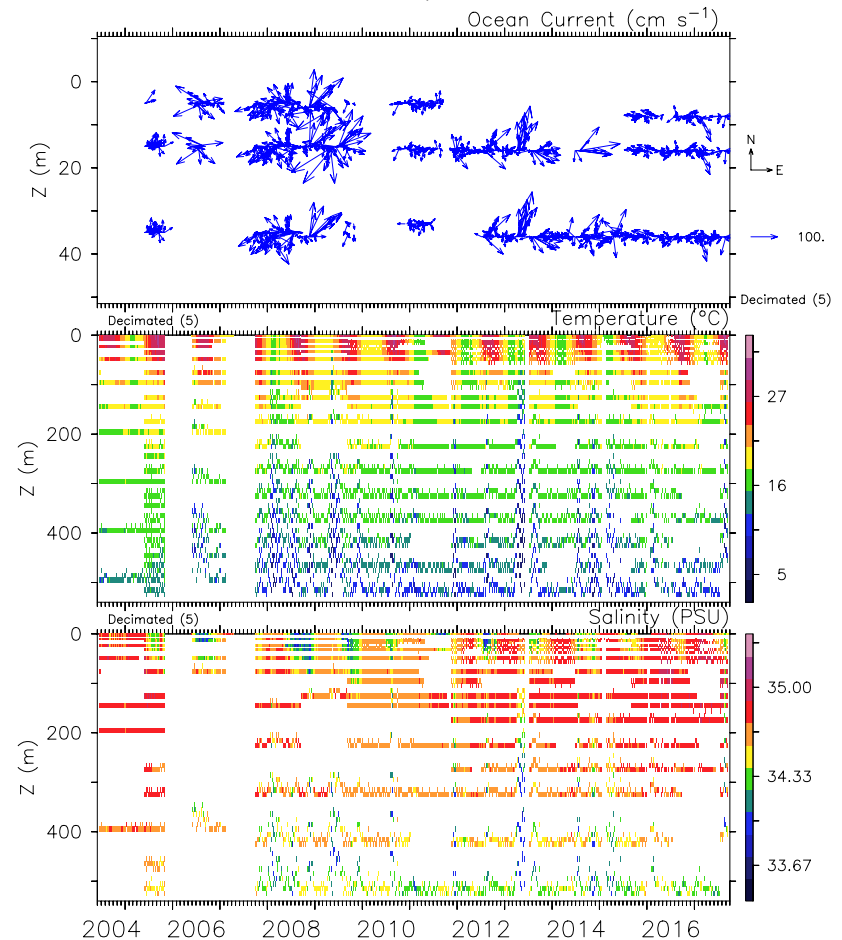 Ocean Current (cm s⁻¹)
0
20
40
Z (m)
N
E
100.
Decimated (5)
Decimated (5)
Temperature (°C)
0
200
400
Z (m)
27
16
5
Decimated (5)
Salinity (PSU)
0
200
400
Z (m)
35.00
34.33
33.67
2004 2006 2008 2010 2012 2014 2016